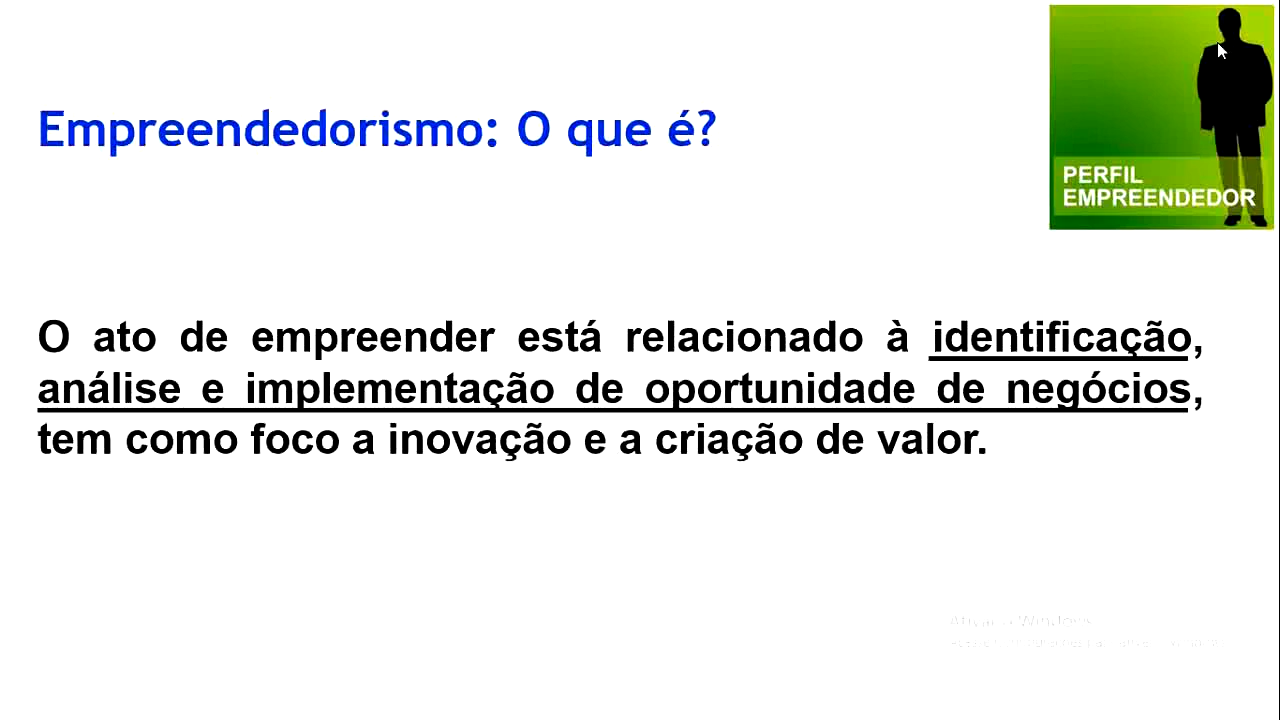 Empreendedorismo: O que é?
PERFIL
EMPREENDEDOR
O ato de empreender está relacionado à identificação,
análise e implementação de oportunidade de negócios,
tem como foco a inovação e a criação de valor.